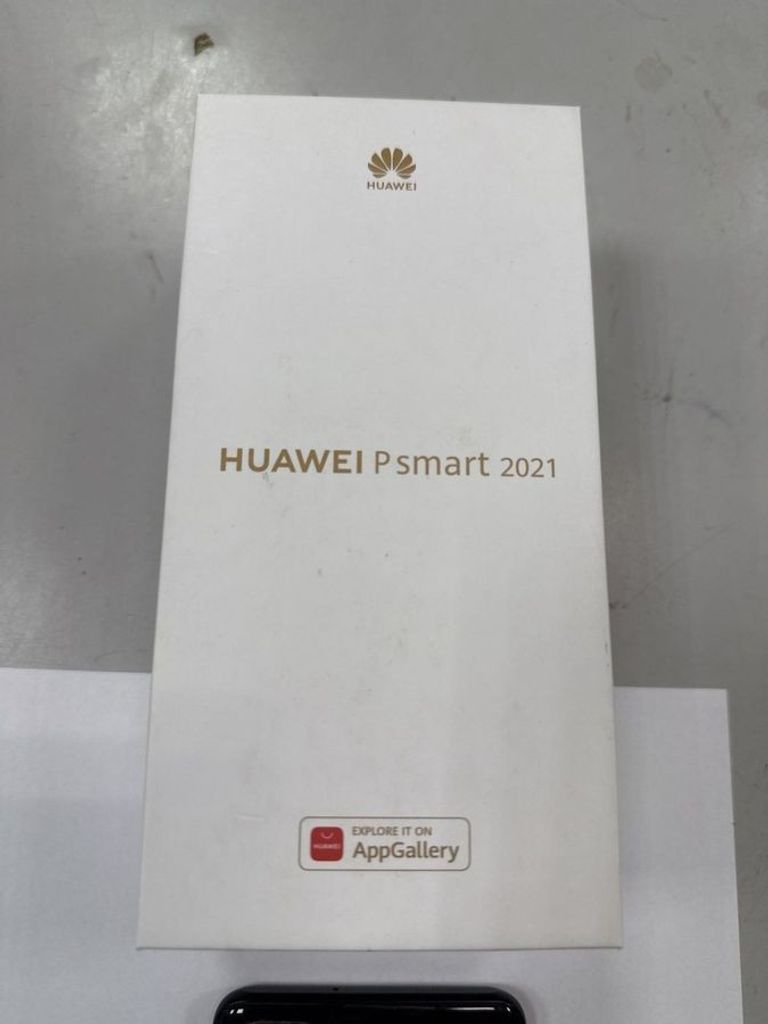 HUAWEI
HUAWEI P smart 2021
HUAWEI
EXPLORE IT ON
AppGallery